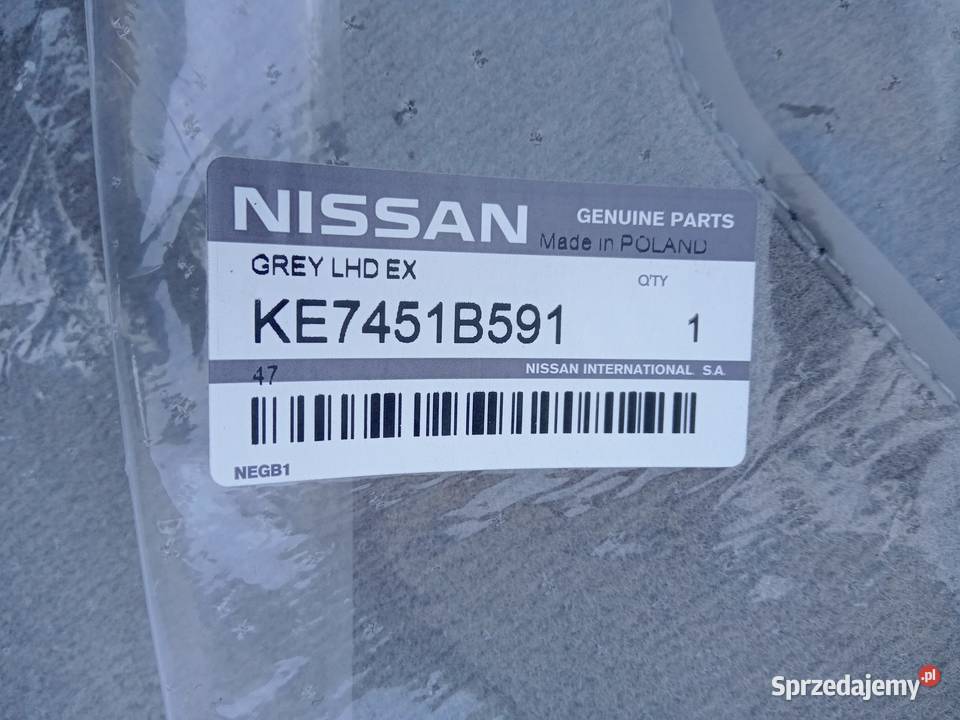 NISSAN GENUINE PARTS
Made in POLAND
GREY LHD EX
Q'TY
KE7451B591 1
47 NISSAN INTERNATIONAL S.A.
NEGB1
Sprzedajemy.pl